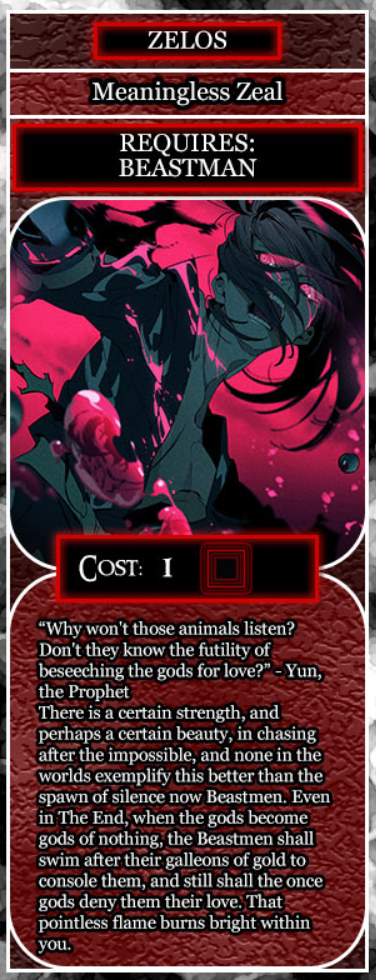 ZELOS
Meaningless Zeal
REQUIRES:
BEASTMAN
COST: 1
“Why won't those animals listen?
Don't they know the futility of
beseeching the gods for love?” - Yun,
the Prophet
There is a certain strength, and
perhaps a certain beauty, in chasing
after the impossible, and none in the
worlds exemplify this better than the
spawn of silence now Beastmen. Even
in The End, when the gods become
gods of nothing, the Beastmen shall
swim after their galleons of gold to
console them, and still shall the once
gods deny them their love. That
pointless flame burns bright within
you.